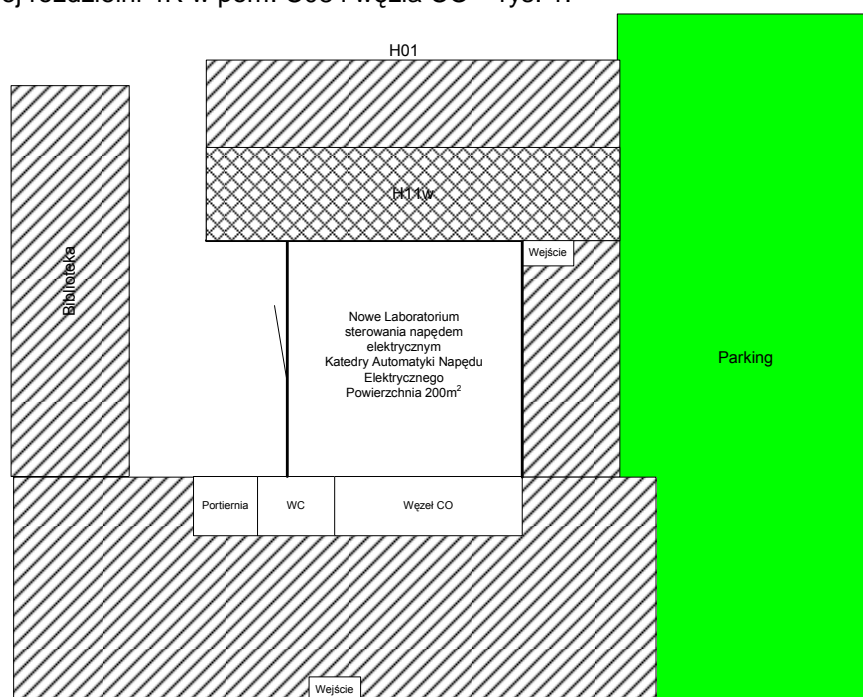 H01
H11w
Biblioteka
Wejście
Nowe Laboratorium
sterowania napędem
elektrycznym
Katedry Automatyki Napędu
Elektrycznego
Powierzchnia 200m²
Parking
Portiernia
WC
Węzeł CO
Wejście